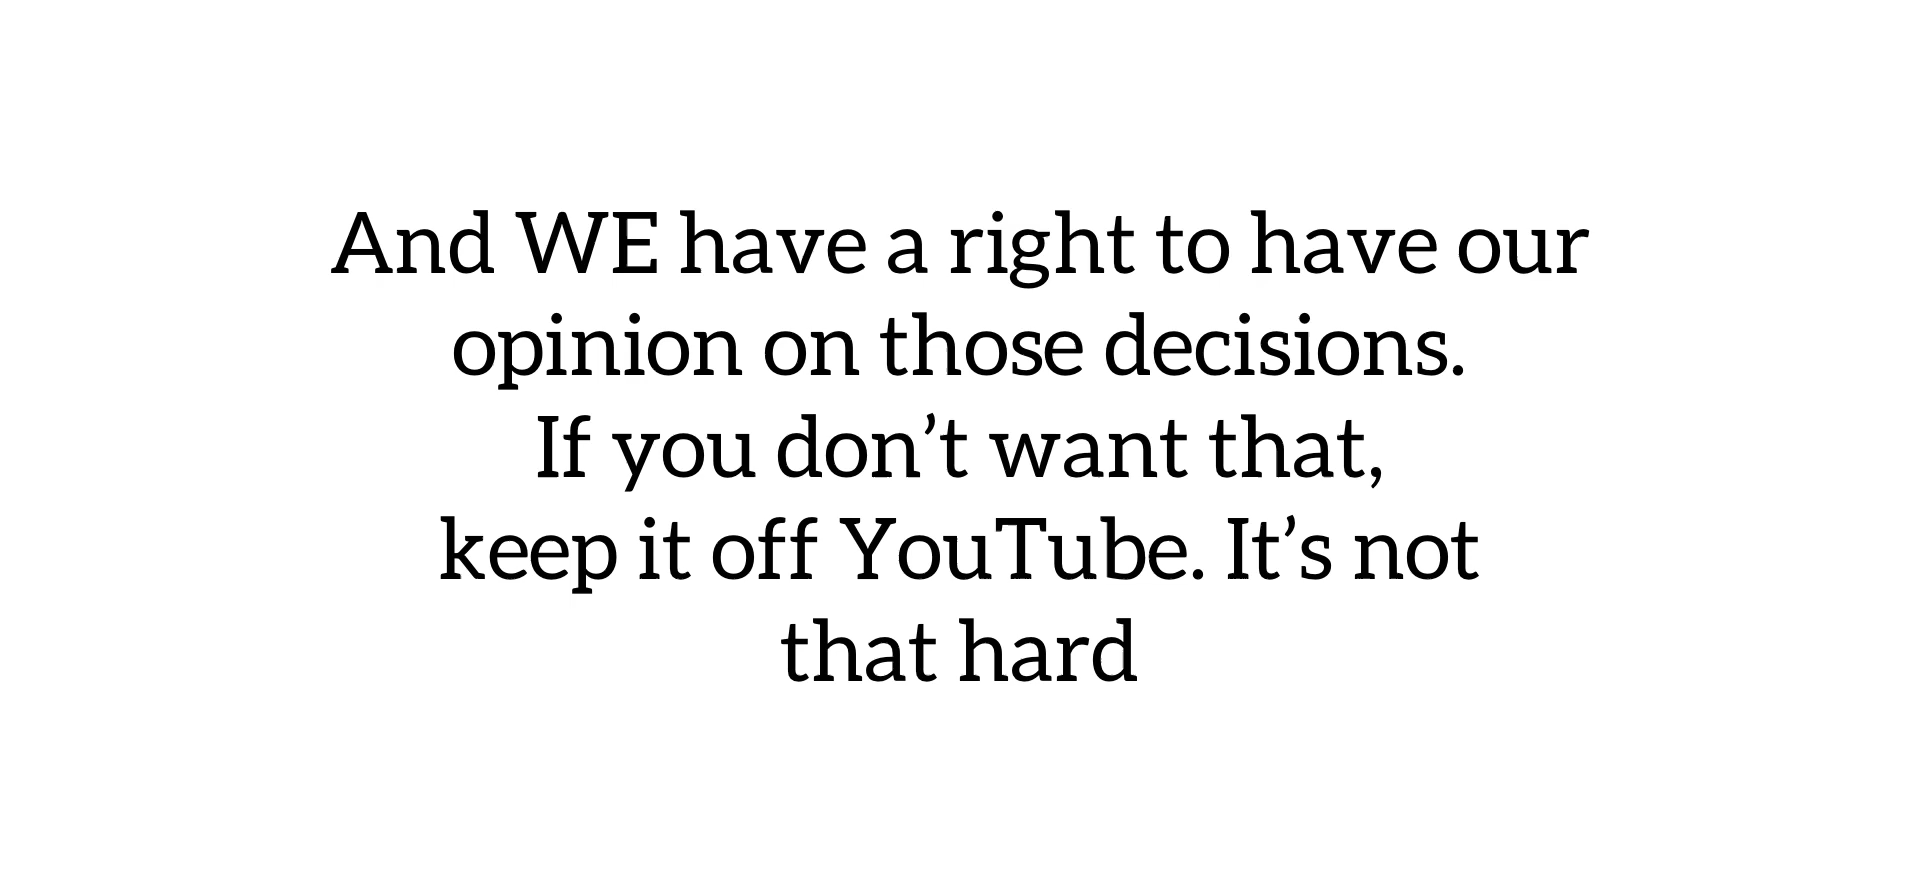 And WE have a right to have our
opinion on those decisions.
If you don’t want that,
keep it off YouTube. It’s not
that hard